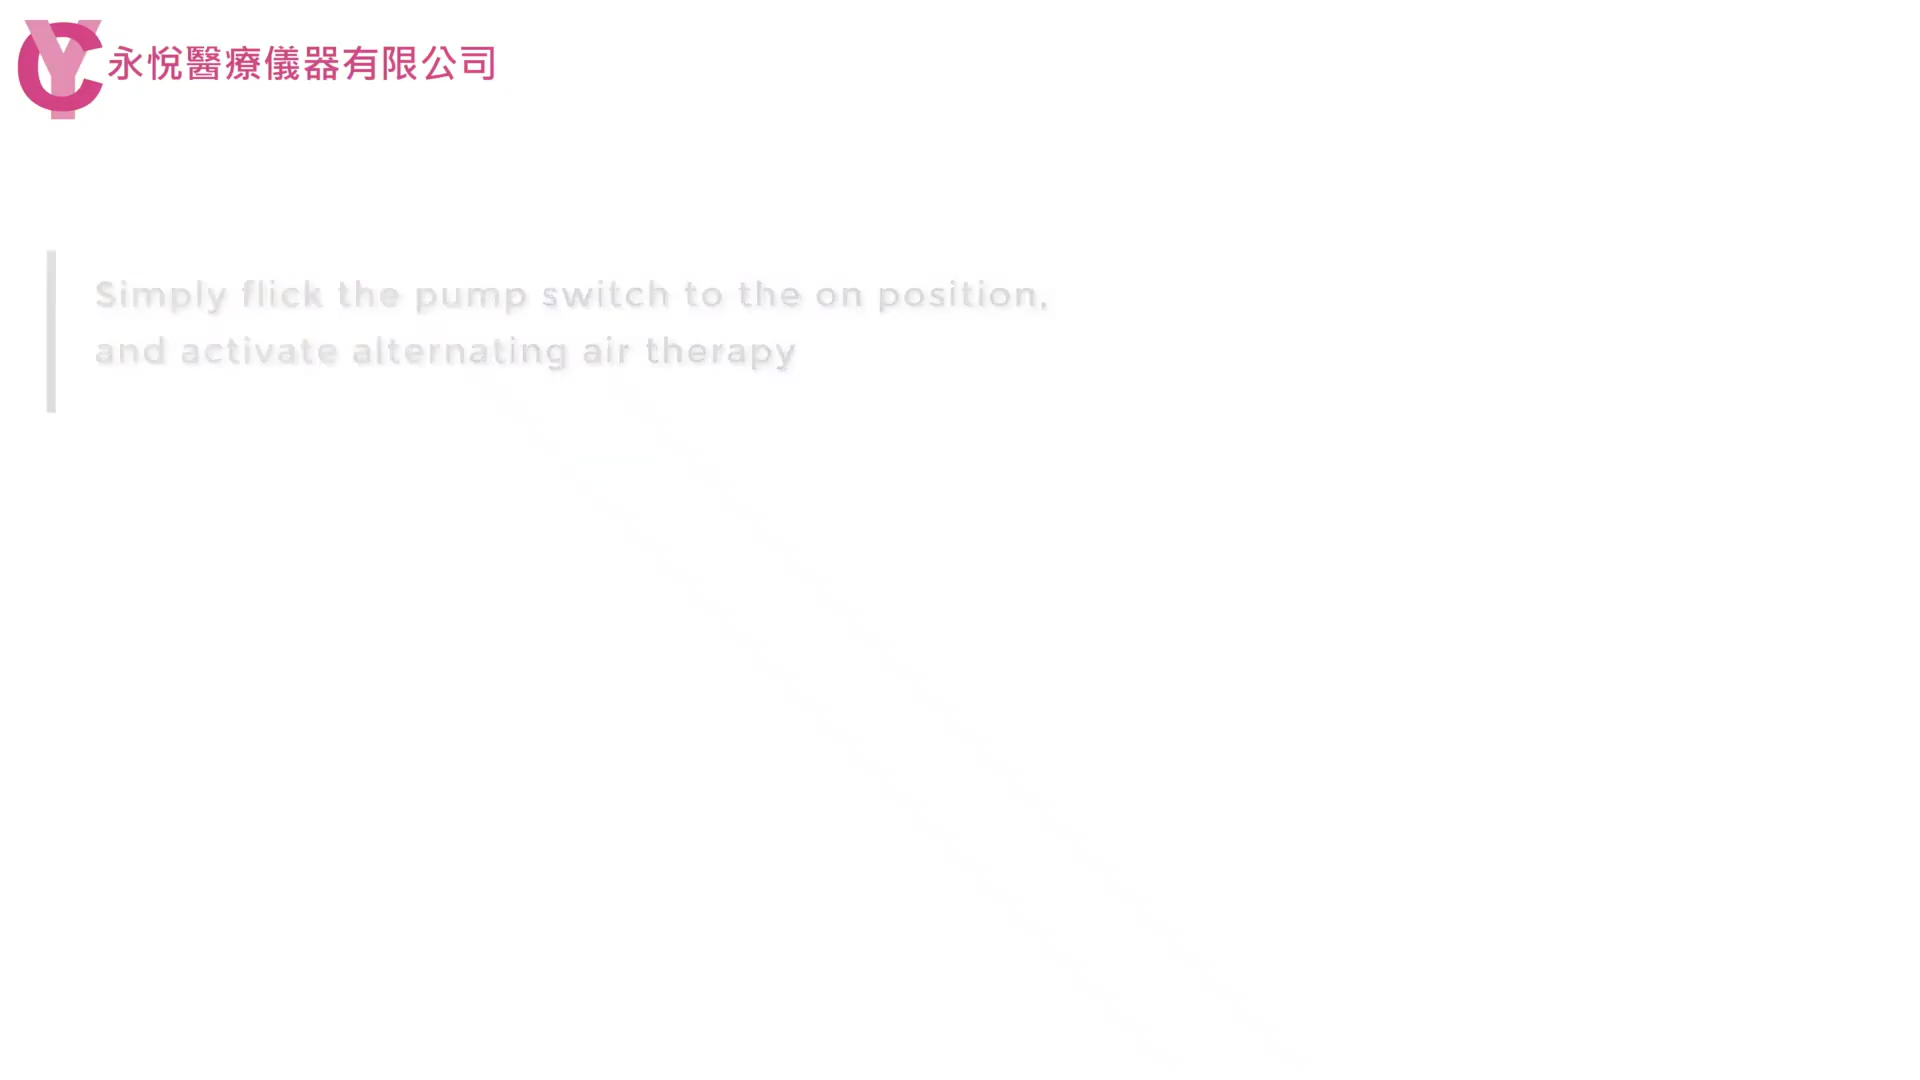 永悅醫療儀器有限公司
Simply flick the pump switch to the on position,
and activate alternating air therapy